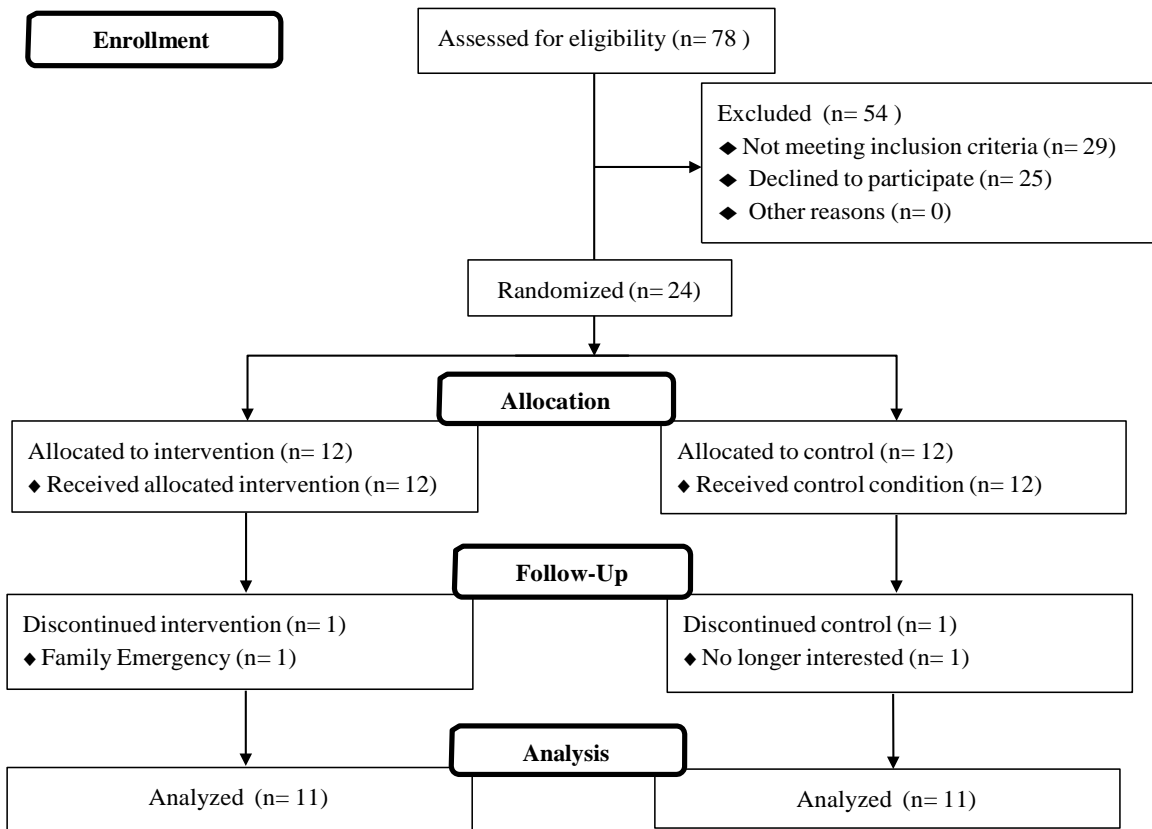 Enrollment
Assessed for eligibility (n= 78 )
Excluded (n= 54 )
◆ Not meeting inclusion criteria (n= 29)
◆ Declined to participate (n= 25)
◆ Other reasons (n= 0)
Randomized (n= 24)
Allocation
Allocated to intervention (n= 12)
◆ Received allocated intervention (n= 12)
Allocated to control (n= 12)
◆ Received control condition (n= 12)
Follow-Up
Discontinued intervention (n= 1)
◆ Family Emergency (n= 1)
Discontinued control (n= 1)
◆ No longer interested (n= 1)
Analysis
Analyzed (n= 11)
Analyzed (n= 11)